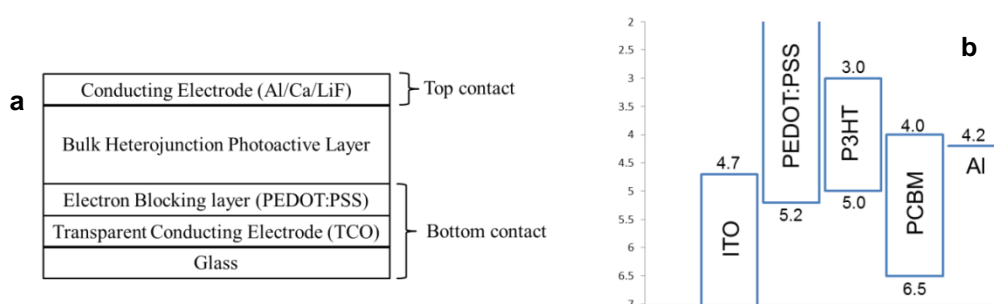 a
Conducting Electrode (Al/Ca/LiF)
Top contact
Bulk Heterojunction Photoactive Layer
Electron Blocking layer (PEDOT:PSS)
Transparent Conducting Electrode (TCO)
Bottom contact
Glass
b
2
2.5
3
3.5
4
4.5
5
5.5
6
6.5
7
4.7
ITO
PEDOT:PSS
5.2
3.0
P3HT
5.0
4.0
PCBM
6.5
4.2
Al